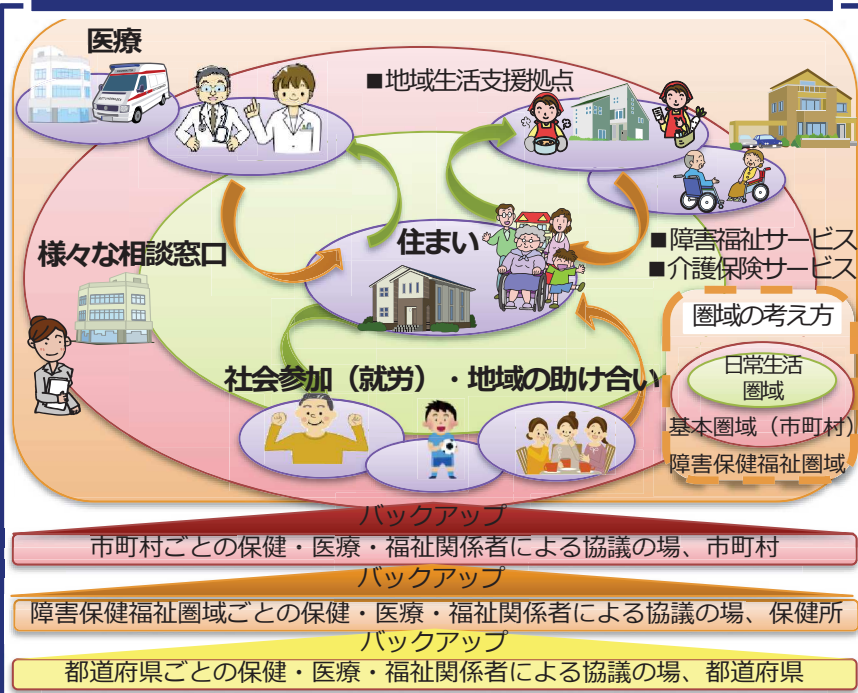 医療
■地域生活支援拠点
様々な相談窓口
住まい
■障害福祉サービス
■介護保険サービス
圏域の考え方
日常生活
圏域
基本圏域（市町村）
障害保健福祉圏域
社会参加（就労）・地域の助け合い
バックアップ
市町村ごとの保健・医療・福祉関係者による協議の場、市町村
バックアップ
障害保健福祉圏域ごとの保健・医療・福祉関係者による協議の場、保健所
バックアップ
都道府県ごとの保健・医療・福祉関係者による協議の場、都道府県